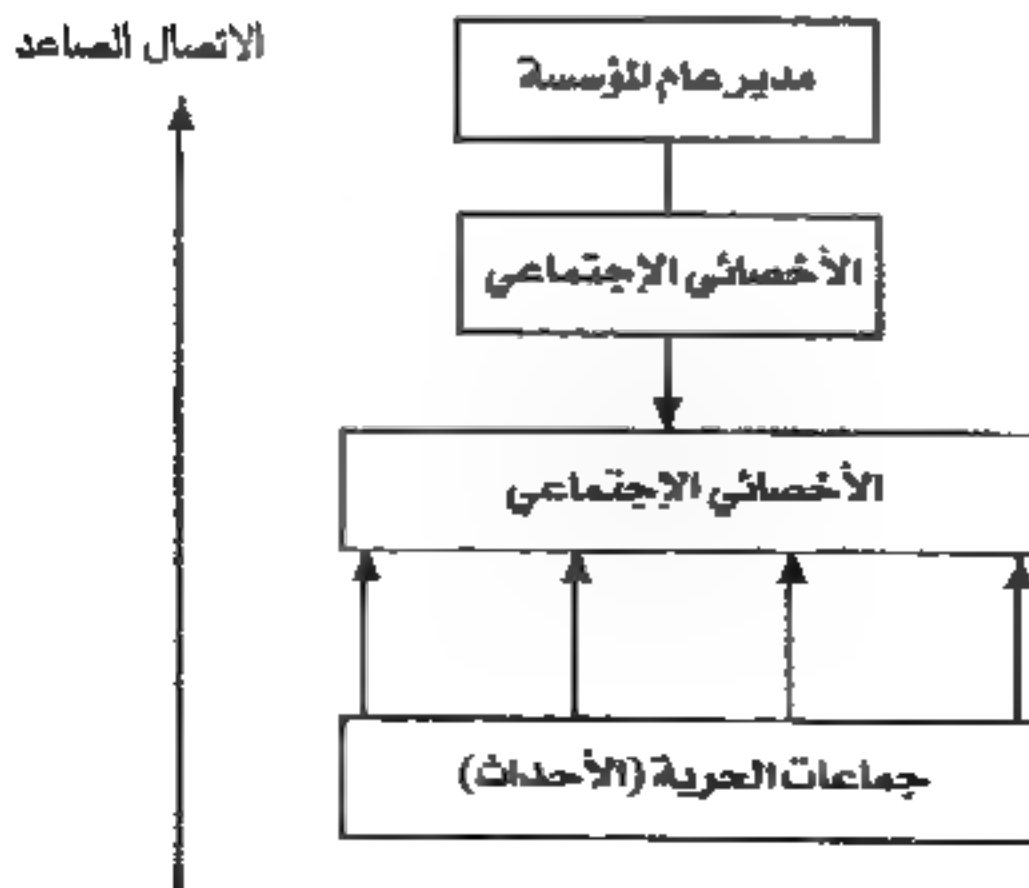 الاتصال الصاعد
مدير عام المؤسسة
الأخصائي الإجتماعي
الأخصائي الإجتماعي
جماعات الحرية (الأحداث)